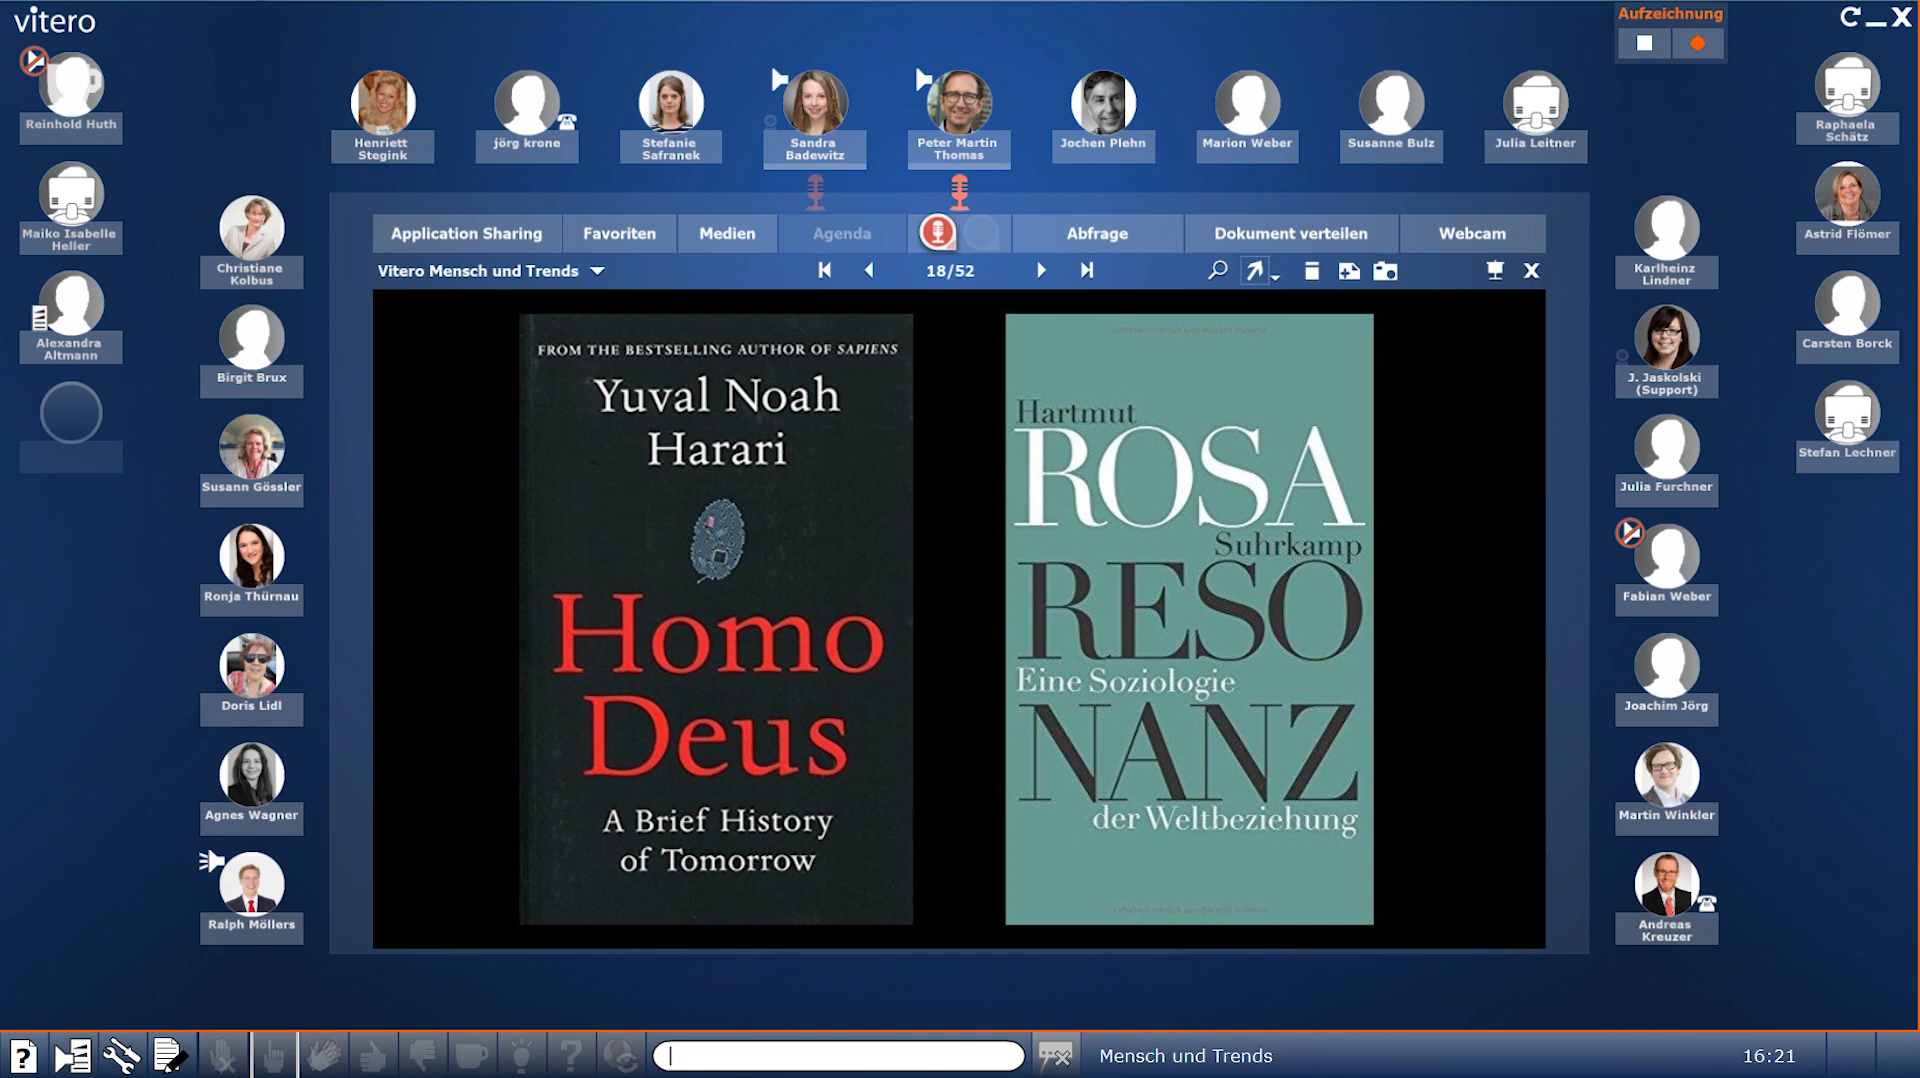 vitero
Aufzeichnung
Reinhold Huth
Maiko Isabelle
Heller
Alexandra
Altmann
Henriett
Stegink
jörg krone
Stefanie
Safranek
Sandra
Badewitz
Peter Martin
Thomas
Jochen Plehn
Marion Weber
Susanne Bulz
Julia Leitner
Raphaela
Schätz
Astrid Flömer
Carsten Borck
Stefan Lechner
Christiane
Kolbus
Birgit Brux
Susann Gössler
Ronja Thürnau
Doris Lidl
Agnes Wagner
Ralph Möllers
Application Sharing
Favoriten
Medien
Agenda
Abfrage
Dokument verteilen
Webcam
Vitero Mensch und Trends
18/52
FROM THE BESTSELLING AUTHOR OF SAPIENS
Yuval Noah
Harari
Homo
Deus
A Brief History
of Tomorrow
Hartmut
ROSA
Suhrkamp
RESO
Eine Soziologie
NANZ
der Weltbeziehung
Karlheinz
Lindner
J. Jaskolski
(Support)
Julia Furchner
Fabian Weber
Joachim Jörg
Martin Winkler
Andreas
Kreuzer
Mensch und Trends
16:21